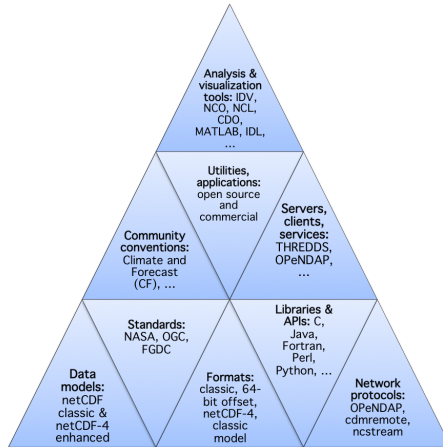 Analysis &
visualization
tools: IDV,
NCO, NCL,
CDO,
MATLAB, IDL,
...
Utilities,
applications:
open source
and
commercial
Community
conventions:
Climate and
Forecast
(CF), ...
Servers,
clients,
services:
THREDDS,
OPeNDAP,
...
Standards:
NASA, OGC,
FGDC
Libraries &
APIs: C,
Java,
Fortran,
Perl,
Python, ...
Data
models:
netCDF
classic &
netCDF-4
enhanced
Formats:
classic, 64-
bit offset,
netCDF-4,
classic
model
Network
protocols:
OPeNDAP,
cdmremote,
ncstream